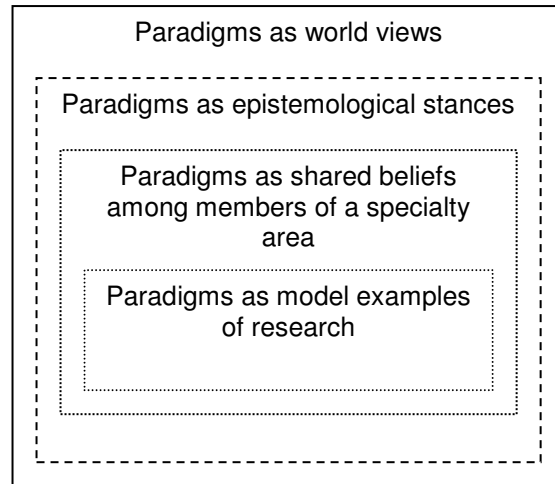 Paradigms as world views
Paradigms as epistemological stances
Paradigms as shared beliefs
among members of a specialty
area
Paradigms as model examples
of research